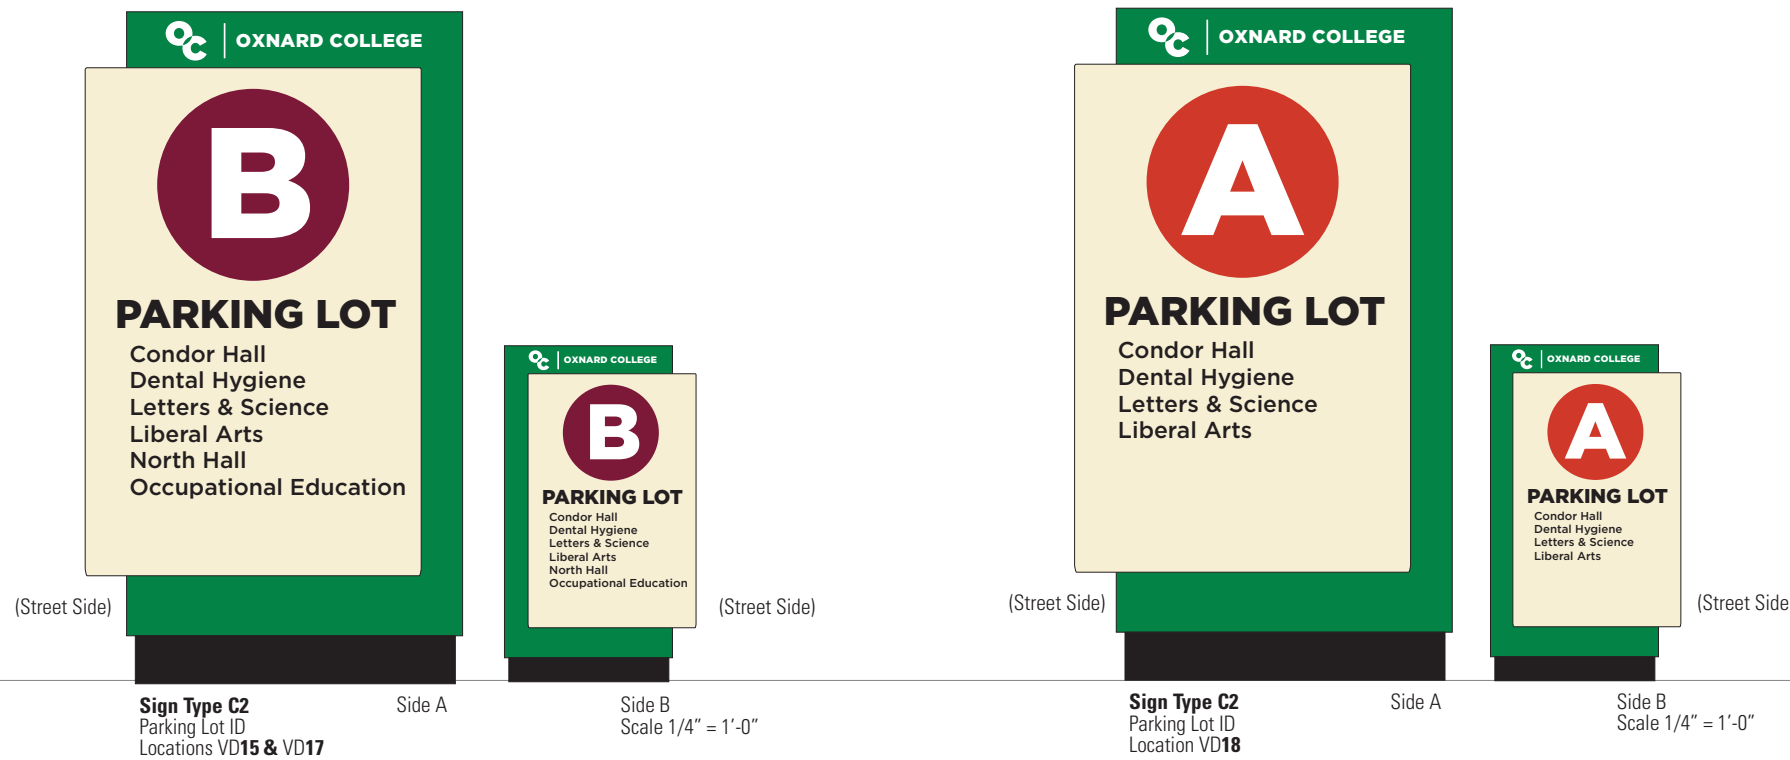 OC | OXNARD COLLEGE
B
PARKING LOT
Condor Hall
Dental Hygiene
Letters & Science
Liberal Arts
North Hall
Occupational Education
(Street Side)
Sign Type C2
Parking Lot ID
Locations VD15 & VD17
Side A
OC | OXNARD COLLEGE
B
PARKING LOT
Condor Hall
Dental Hygiene
Letters & Science
Liberal Arts
North Hall
Occupational Education
(Street Side)
Side B
Scale 1/4” = 1’-0”
OC | OXNARD COLLEGE
A
PARKING LOT
Condor Hall
Dental Hygiene
Letters & Science
Liberal Arts
(Street Side)
Sign Type C2
Parking Lot ID
Location VD18
Side A
OC | OXNARD COLLEGE
A
PARKING LOT
Condor Hall
Dental Hygiene
Letters & Science
Liberal Arts
(Street Side
Side B
Scale 1/4” = 1’-0”